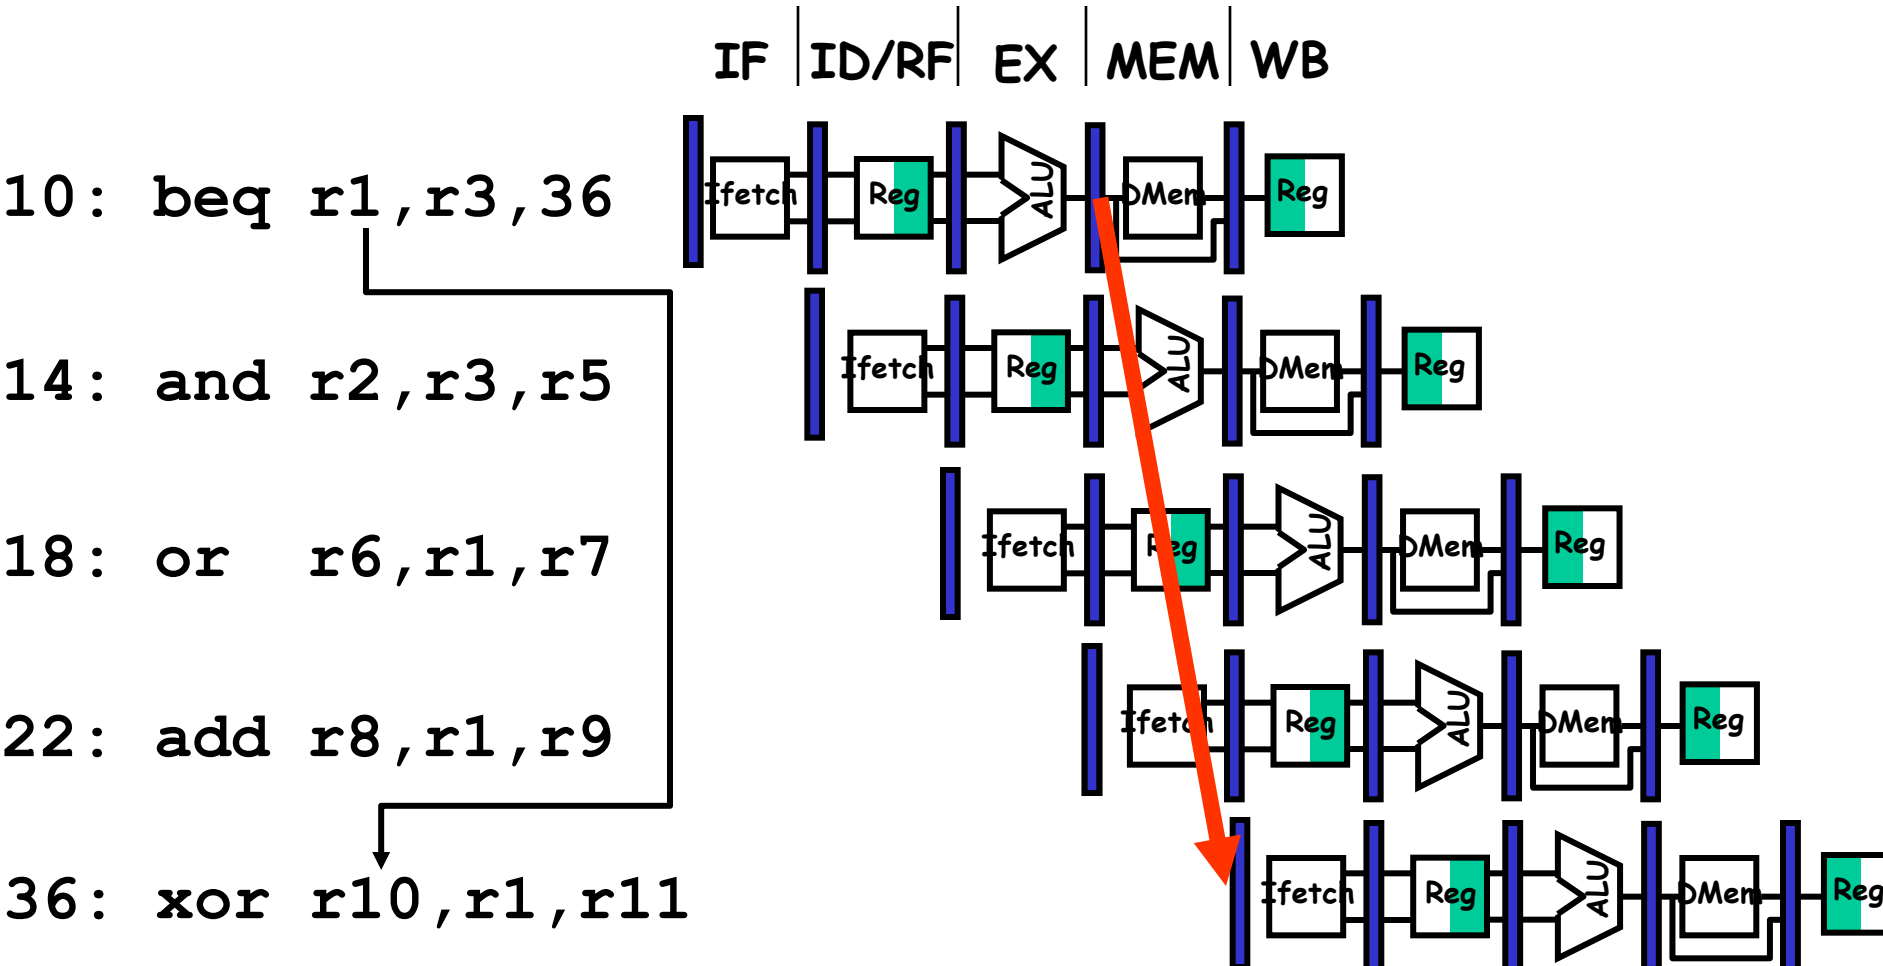 IF ID/RF EX MEM WB
10: beq r1,r3,36 Ifetch Reg ALU DMem Reg
14: and r2,r3,r5 Ifetch Reg ALU DMem Reg
18: or r6,r1,r7 Ifetch Reg ALU DMem Reg
22: add r8,r1,r9 Ifetch Reg ALU DMem Reg
36: xor r10,r1,r11 Ifetch Reg ALU DMem Reg